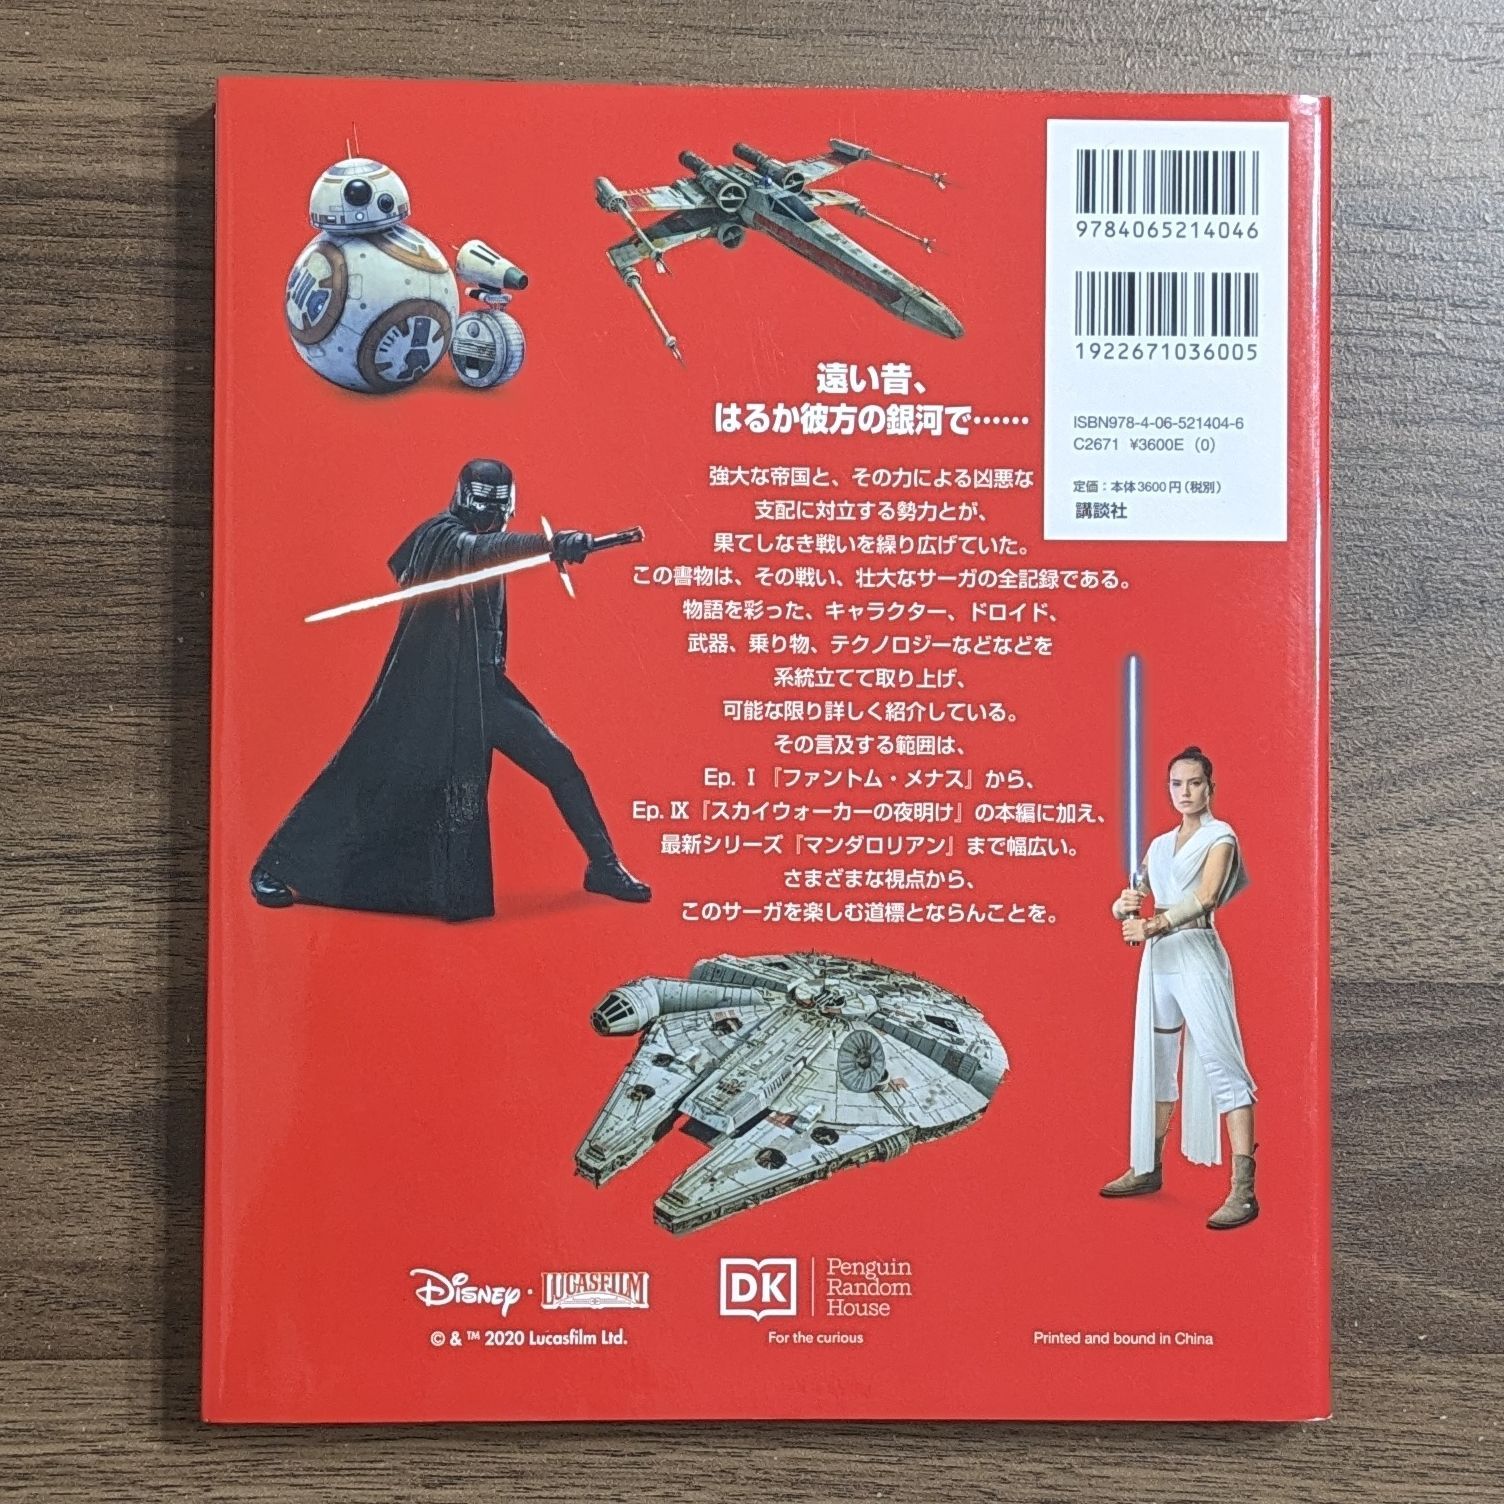 9784065214046
1922671036005
ISBN978-4-06-521404-6
C2671 ¥3600E (0)
定価：本体3600円（税別）
講談社
遠い昔、
はるか彼方の銀河で……
強大な帝国と、その力による凶悪な
支配に対立する勢力とが、
果てしなき戦いを繰り広げていた。
この書物は、その戦い、壮大なサーガの全記録である。
物語を彩った、キャラクター、ドロイド、
武器、乗り物、テクノロジーなどなどを
系統立てて取り上げ、
可能な限り詳しく紹介している。
その言及する範囲は、
Ep. Ⅰ『ファントム・メナス』から、
Ep. Ⅸ『スカイウォーカーの夜明け』の本編に加え、
最新シリーズ『マンダロリアン』まで幅広い。
さまざまな視点から、
このサーガを楽しむ道標とならんことを。
Disney · LUCASFILM
© & ™ 2020 Lucasfilm Ltd.
DK
Penguin
Random
House
For the curious
Printed and bound in China